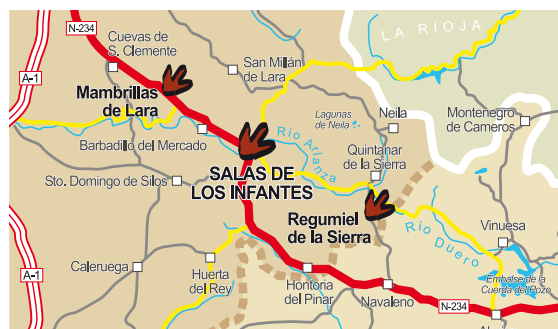 N-234
Cuevas de
S. Clemente
LA RIOJA
A-1
San Millán
de Lara
Mambrillas
de Lara
Lagunas
de Neila
Neila
Montenegro
de Cameros
Barbadillo del Mercado
Río Arlanza
Quintanar
de la Sierra
SALAS DE
LOS INFANTES
Sto. Domingo de Silos
Regumiel
de la Sierra
Río Duero
Vinuesa
A-1
Caleruega
Huerta
del Rey
Hontoria
del Pinar
Navaleno
Embalse de la
Cuerda del Pozo
N-234